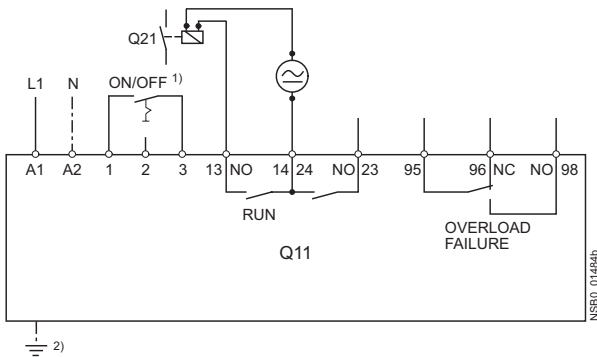 Q21
L1 N ON/OFF 1)
A1 A2 1 2 3 13 NO 14 24 NO 23 95 96 NC NO 98
RUN
OVERLOAD
FAILURE
Q11
2)
NSB0_01484b